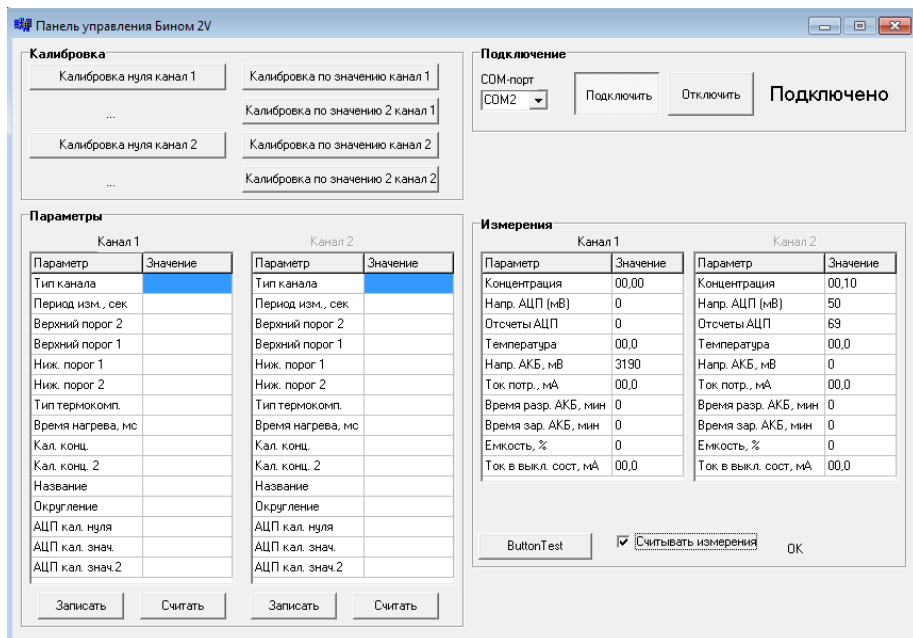 Панель управления Бином 2V
Калибровка
Калибровка нуля канал 1
Калибровка по значению канал 1
...
Калибровка по значению 2 канал 1
Калибровка нуля канал 2
Калибровка по значению канал 2
...
Калибровка по значению 2 канал 2
Подключение
COM-порт
COM2
Подключить
Отключить
Подключено
Параметры
Канал 1
Параметр Значение
Тип канала
Период изм., сек
Верхний порог 2
Верхний порог 1
Ниж. порог 1
Ниж. порог 2
Тип термокомп.
Время нагрева, мс
Кал. конц.
Кал. конц. 2
Название
Округление
АЦП кал. нуля
АЦП кал. знач.
АЦП кал. знач.2
Записать Считать
Канал 2
Параметр Значение
Тип канала
Период изм., сек
Верхний порог 2
Верхний порог 1
Ниж. порог 1
Ниж. порог 2
Тип термокомп.
Время нагрева, мс
Кал. конц.
Кал. конц. 2
Название
Округление
АЦП кал. нуля
АЦП кал. знач.
АЦП кал. знач.2
Записать Считать
Измерения
Канал 1
Параметр Значение
Концентрация 00,00
Напр. АЦП (мВ) 0
Отсчеты АЦП 0
Температура 00,0
Напр. АКБ, мВ 3190
Ток потр., мА 00,0
Время разр. АКБ, мин 0
Время зар. АКБ, мин 0
Емкость, % 0
Ток в выкл. сост, мА 00,0
Канал 2
Параметр Значение
Концентрация 00,10
Напр. АЦП (мВ) 50
Отсчеты АЦП 69
Температура 00,0
Напр. АКБ, мВ 0
Ток потр., мА 00,0
Время разр. АКБ, мин 0
Время зар. АКБ, мин 0
Емкость, % 0
Ток в выкл. сост, мА 00,0
ButtonTest
Считывать измерения
OK